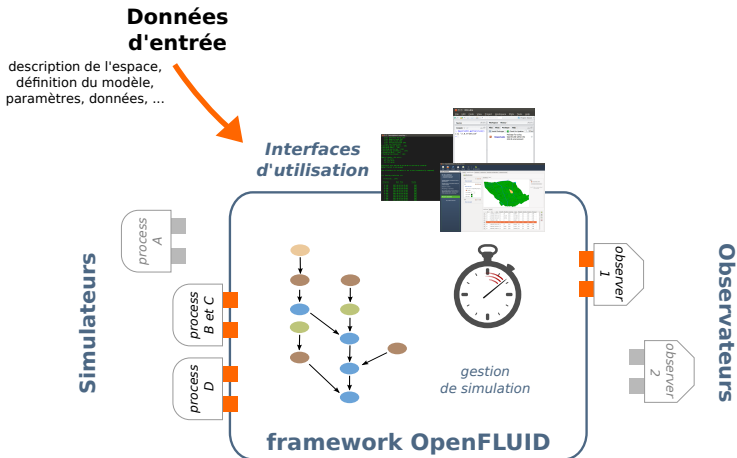 Données
d'entrée
description de l'espace,
définition du modèle,
paramètres, données, ...
Interfaces
d'utilisation
Simulateurs
process
A
process
B et C
process
D
gestion
de simulation
framework OpenFLUID
observer
1
observer
2
Observateurs